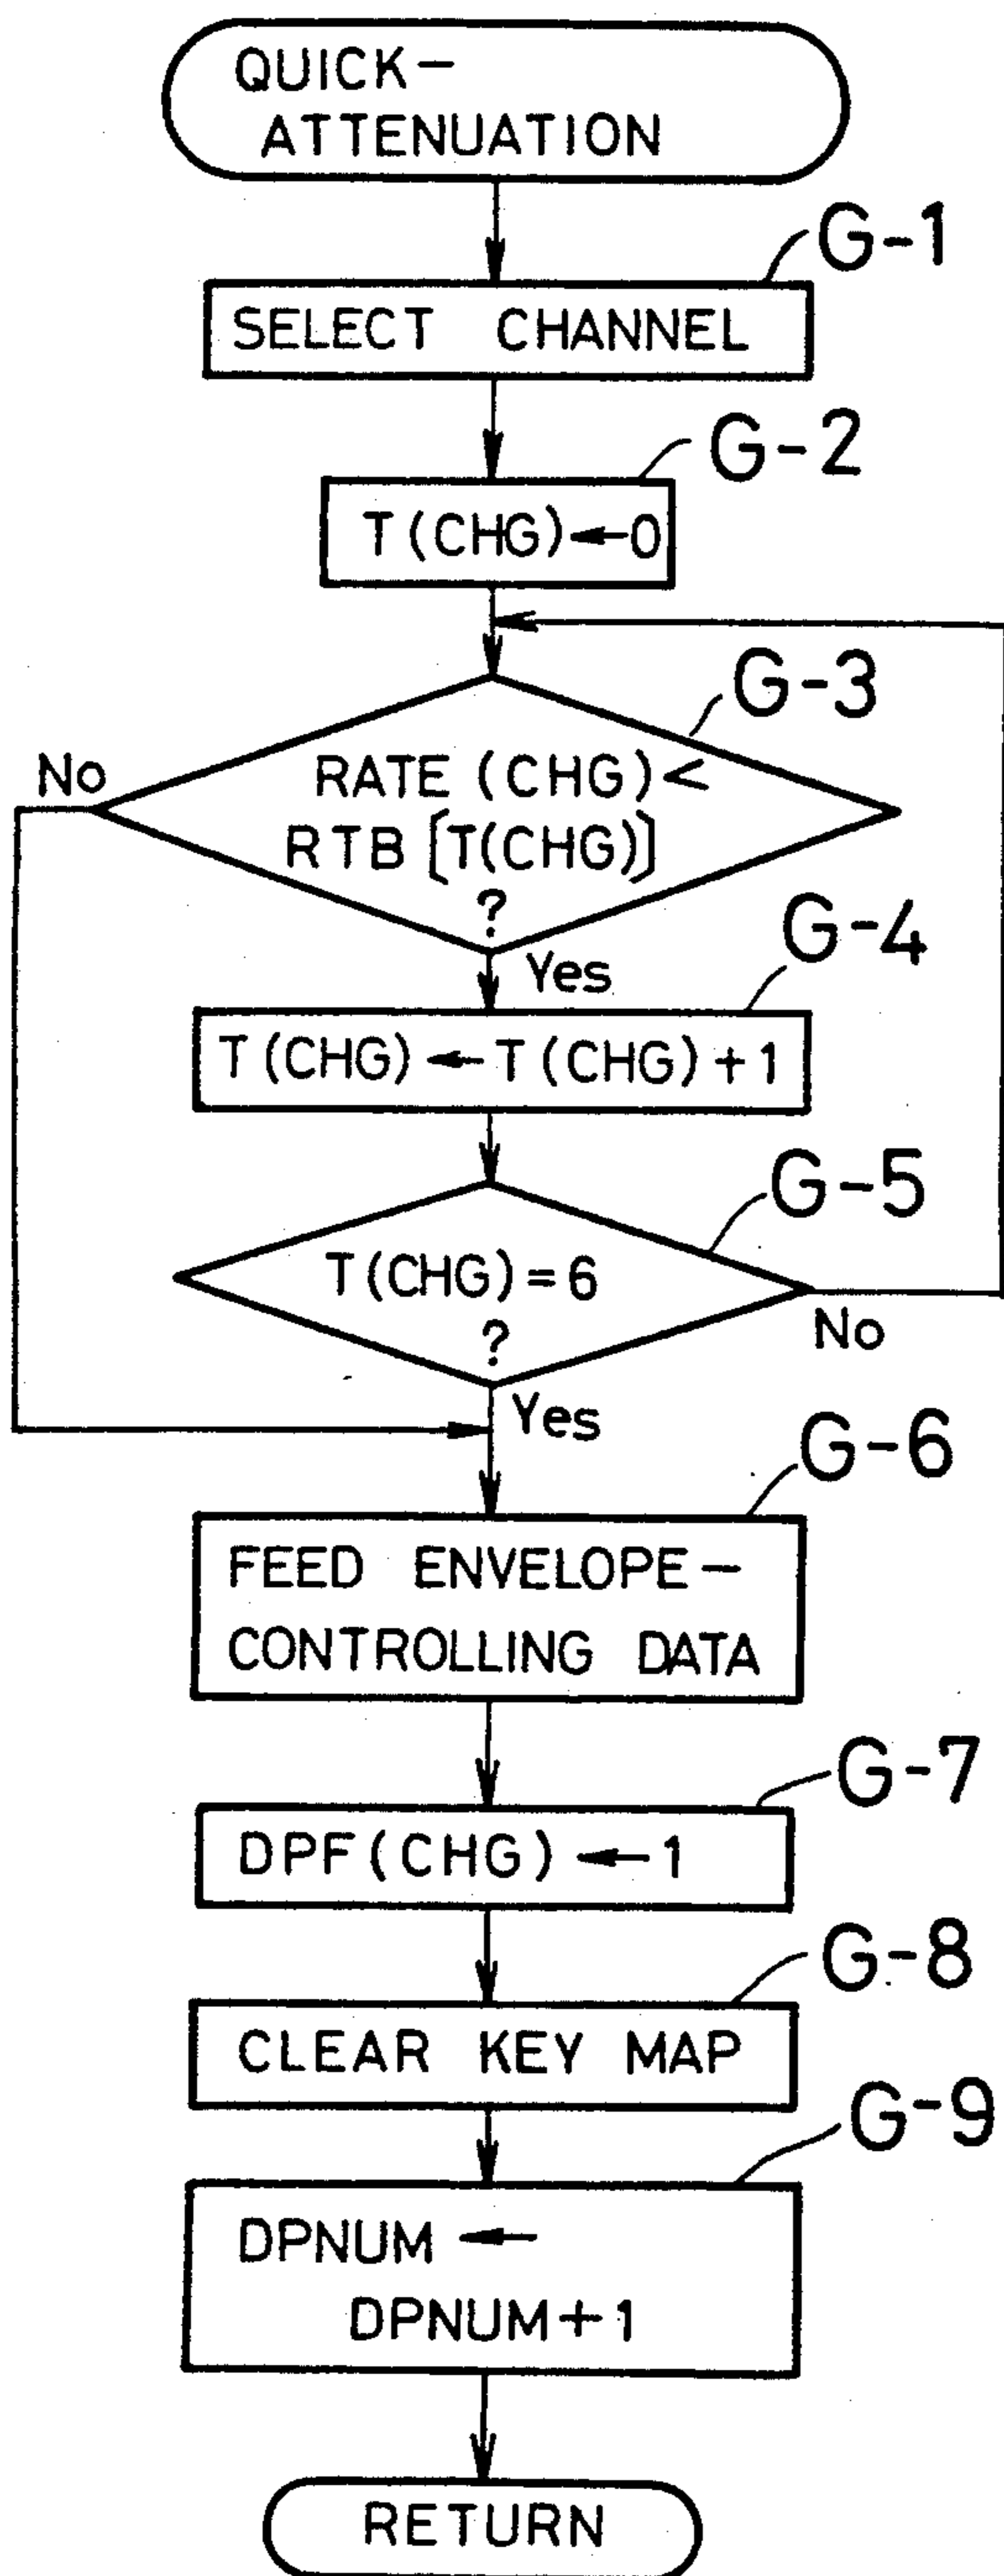 QUICK-
ATTENUATION
G-1
SELECT CHANNEL
G-2
T(CHG)←0
G-3
No
RATE (CHG)<
RTB [T(CHG)]
?
Yes
G-4
T(CHG)←T(CHG)+1
G-5
T(CHG)=6
?
No
Yes
G-6
FEED ENVELOPE-
CONTROLLING DATA
G-7
DPF(CHG)←1
G-8
CLEAR KEY MAP
G-9
DPNUM ←
DPNUM+1
RETURN